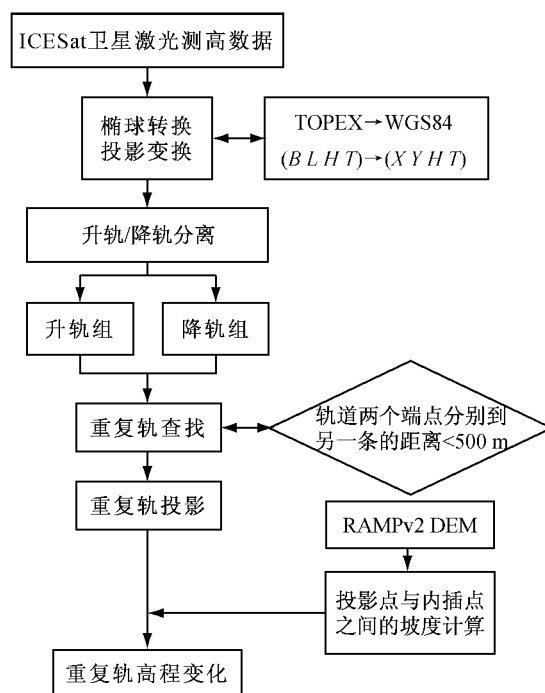 ICESat卫星激光测高数据
椭球转换
投影变换
TOPEX→WGS84
(B L H T)→(X Y H T)
升轨/降轨分离
升轨组
降轨组
重复轨查找
轨道两个端点分别到
另一条的距离<500 m
重复轨投影
RAMPv2 DEM
投影点与内插点
之间的坡度计算
重复轨高程变化